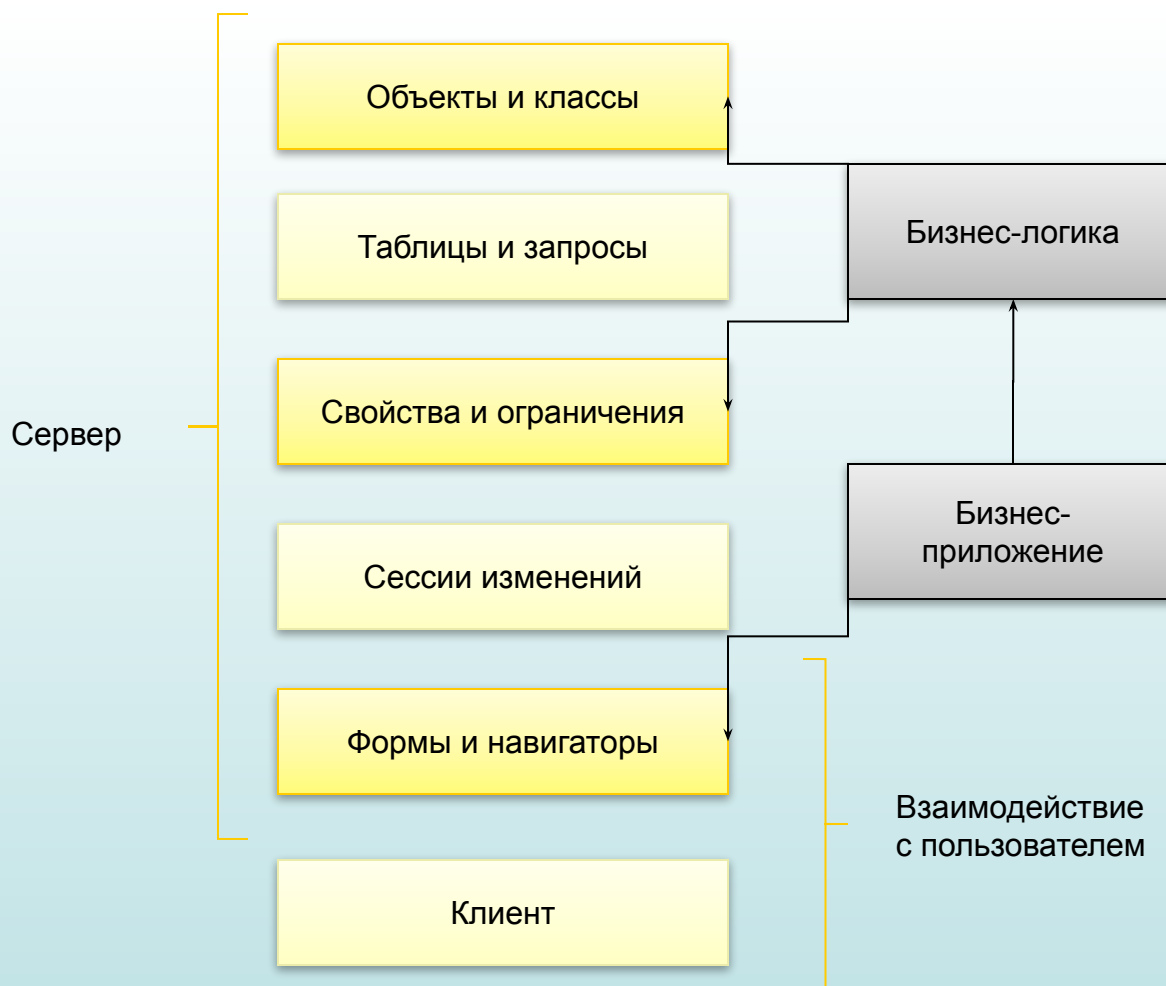 Объекты и классы
Таблицы и запросы
Бизнес-логика
Свойства и ограничения
Сервер
Бизнес-
приложение
Сессии изменений
Формы и навигаторы
Взаимодействие
с пользователем
Клиент